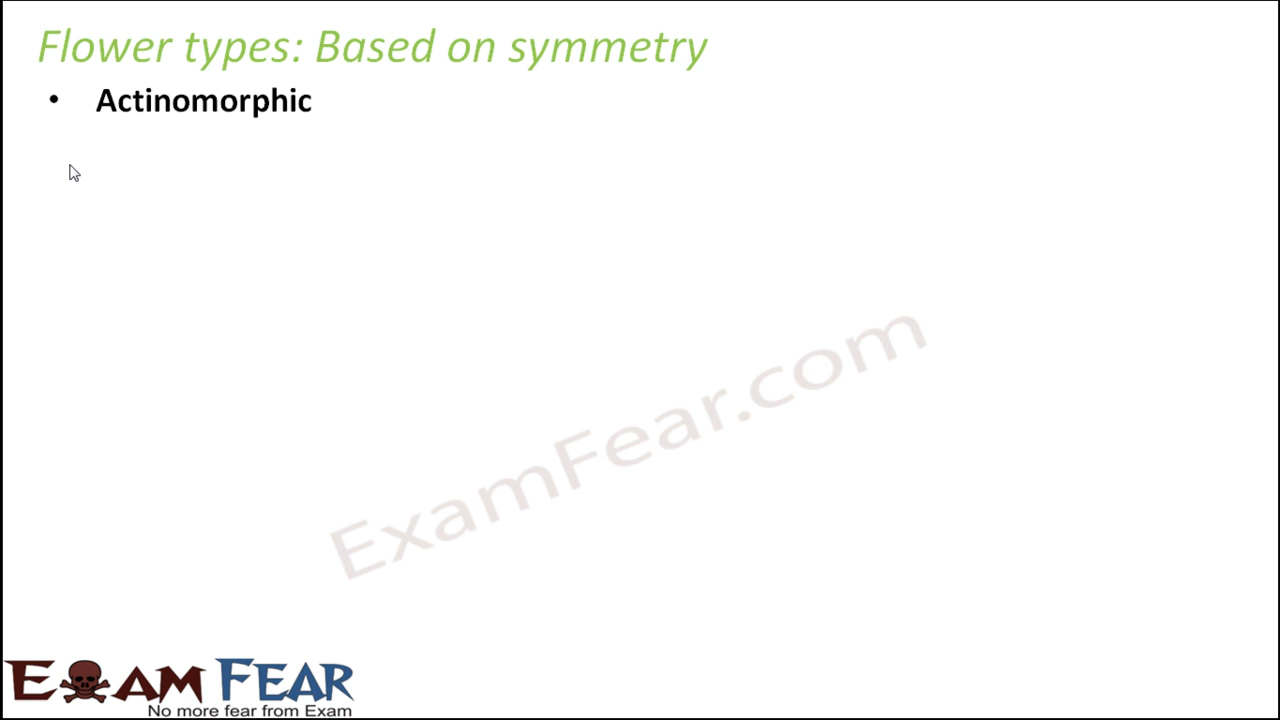 Flower types: Based on symmetry
• Actinomorphic
ExamFear.com
EXAM FEAR
No more fear from Exam